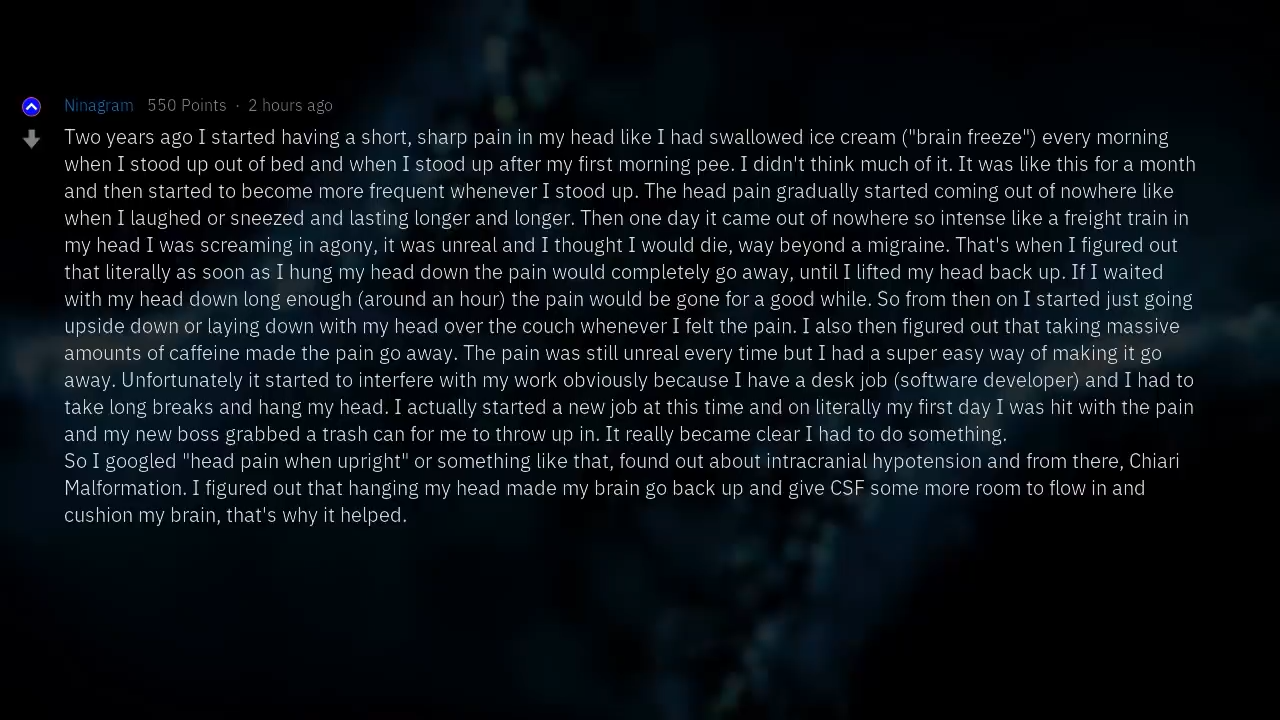 Ninagram 550 Points · 2 hours ago
Two years ago I started having a short, sharp pain in my head like I had swallowed ice cream ("brain freeze") every morning
when I stood up out of bed and when I stood up after my first morning pee. I didn't think much of it. It was like this for a month
and then started to become more frequent whenever I stood up. The head pain gradually started coming out of nowhere like
when I laughed or sneezed and lasting longer and longer. Then one day it came out of nowhere so intense like a freight train in
my head I was screaming in agony, it was unreal and I thought I would die, way beyond a migraine. That's when I figured out
that literally as soon as I hung my head down the pain would completely go away, until I lifted my head back up. If I waited
with my head down long enough (around an hour) the pain would be gone for a good while. So from then on I started just going
upside down or laying down with my head over the couch whenever I felt the pain. I also then figured out that taking massive
amounts of caffeine made the pain go away. The pain was still unreal every time but I had a super easy way of making it go
away. Unfortunately it started to interfere with my work obviously because I have a desk job (software developer) and I had to
take long breaks and hang my head. I actually started a new job at this time and on literally my first day I was hit with the pain
and my new boss grabbed a trash can for me to throw up in. It really became clear I had to do something.
So I googled "head pain when upright" or something like that, found out about intracranial hypotension and from there, Chiari
Malformation. I figured out that hanging my head made my brain go back up and give CSF some more room to flow in and
cushion my brain, that's why it helped.